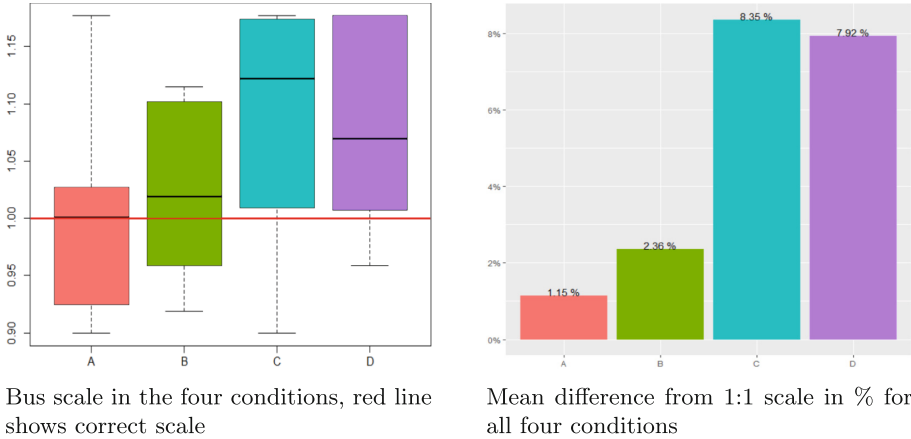 1.15
1.10
1.05
1.00
0.95
0.90
A B C D
8%
6%
4%
2%
0%
8.35 %
7.92 %
2.36 %
1.15 %
A B C D
Bus scale in the four conditions, red line
shows correct scale
Mean difference from 1:1 scale in % for
all four conditions